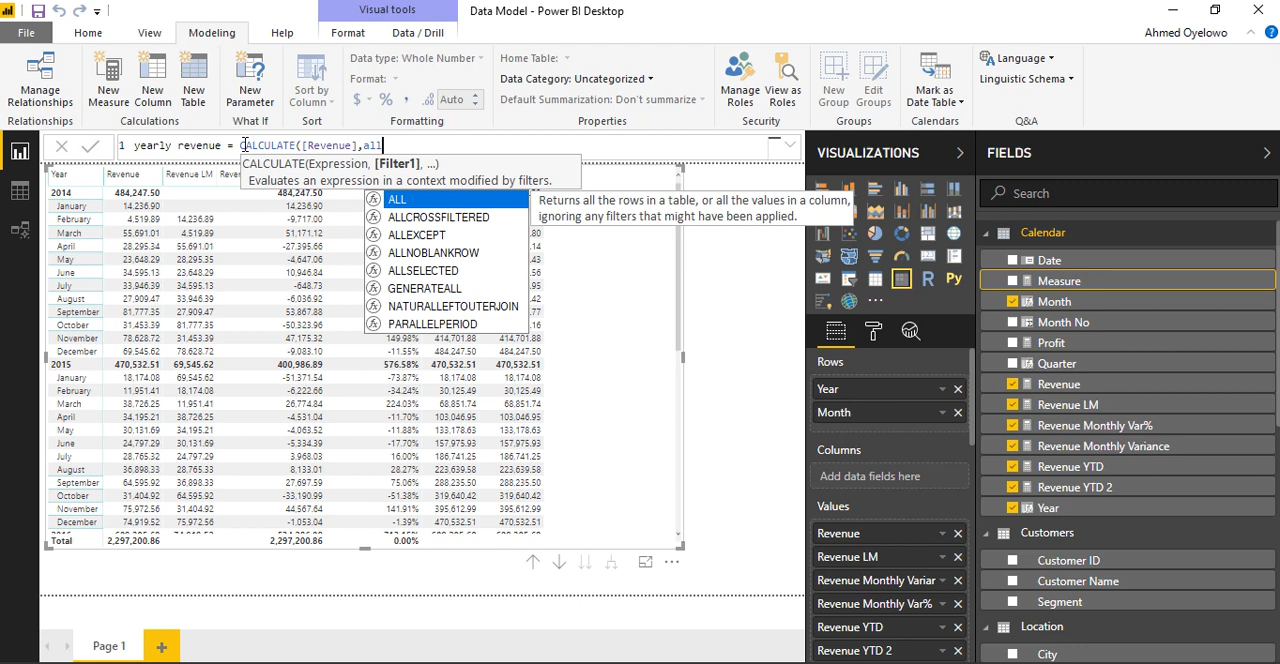 Visual tools
Data Model - Power BI Desktop
File
Home
View
Modeling
Help
Format
Data / Drill
Ahmed Oyelowo
Manage Relationships
New Measure
New Column
New Table
New Parameter
Sort by Column
Data type: Whole Number
Format:
$ % , .00 Auto
Home Table:
Data Category: Uncategorized
Default Summarization: Don't summarize
Manage Roles
View as Roles
New Group
Edit Groups
Mark as Date Table
Language
Linguistic Schema
Relationships
Calculations
What If
Sort
Formatting
Properties
Security
Groups
Calendars
Q&A
1 yearly revenue = CALCULATE([Revenue],all
CALCULATE(Expression, [Filter1], ...)
Evaluates an expression in a context modified by filters.
ALL
ALLCROSSFILTERED
ALLEXCEPT
ALLNOBLANKROW
ALLSELECTED
GENERATEALL
NATURALLEFTOUTERJOIN
PARALLELPERIOD
Returns all the rows in a table, or all the values in a column,
ignoring any filters that might have been applied.
Year Revenue Revenue LM
2014 484,247.50 484,247.50
January 14,236.90 14,236.90
February 4,519.89 14,236.89 -9,717.00
March 55,691.01 4,519.89 51,171.12
April 28,295.34 55,691.01 -27,395.66
May 23,648.29 28,295.35 -4,647.06
June 34,595.13 23,648.29 10,946.84
July 33,946.39 34,595.13 -648.73
August 27,909.47 33,946.39 -6,036.92
September 81,777.35 27,909.47 53,867.88
October 31,453.39 81,777.35 -50,323.96
November 78,628.72 31,453.39 47,175.32 149.98% 414,701.88 414,701.88
December 69,545.62 78,628.72 -9,083.10 -11.55% 484,247.50 484,247.50
2015 470,532.51 69,545.62 400,986.89 576.58% 470,532.51 470,532.51
January 18,174.08 69,545.62 -51,371.54 -73.87% 18,174.08 18,174.08
February 11,951.41 18,174.08 -6,222.66 -34.24% 30,125.49 30,125.49
March 38,726.25 11,951.41 26,774.84 224.03% 68,851.74 68,851.74
April 34,195.21 38,726.25 -4,531.04 -11.70% 103,046.95 103,046.95
May 30,131.69 34,195.21 -4,063.52 -11.88% 133,178.63 133,178.63
June 24,797.29 30,131.69 -5,334.39 -17.70% 157,975.93 157,975.93
July 28,765.32 24,797.29 3,968.03 16.00% 186,741.25 186,741.25
August 36,898.33 28,765.33 8,133.01 28.27% 223,639.58 223,639.58
September 64,595.92 36,898.33 27,697.59 75.06% 288,235.50 288,235.50
October 31,404.92 64,595.92 -33,190.99 -51.38% 319,640.42 319,640.42
November 75,972.56 31,404.92 44,567.64 141.91% 395,612.99 395,612.99
December 74,919.52 75,972.56 -1,053.04 -1.39% 470,532.51 470,532.51
Total 2,297,200.86 2,297,200.86 0.00%
Page 1
VISUALIZATIONS
R Py
Rows
Year
Month
Columns
Add data fields here
Values
Revenue
Revenue LM
Revenue Monthly Variar
Revenue Monthly Var%
Revenue YTD
Revenue YTD 2
FIELDS
Search
Calendar
Date
Measure
Month
Month No
Profit
Quarter
Revenue
Revenue LM
Revenue Monthly Var%
Revenue Monthly Variance
Revenue YTD
Revenue YTD 2
Year
Customers
Customer ID
Customer Name
Segment
Location
City